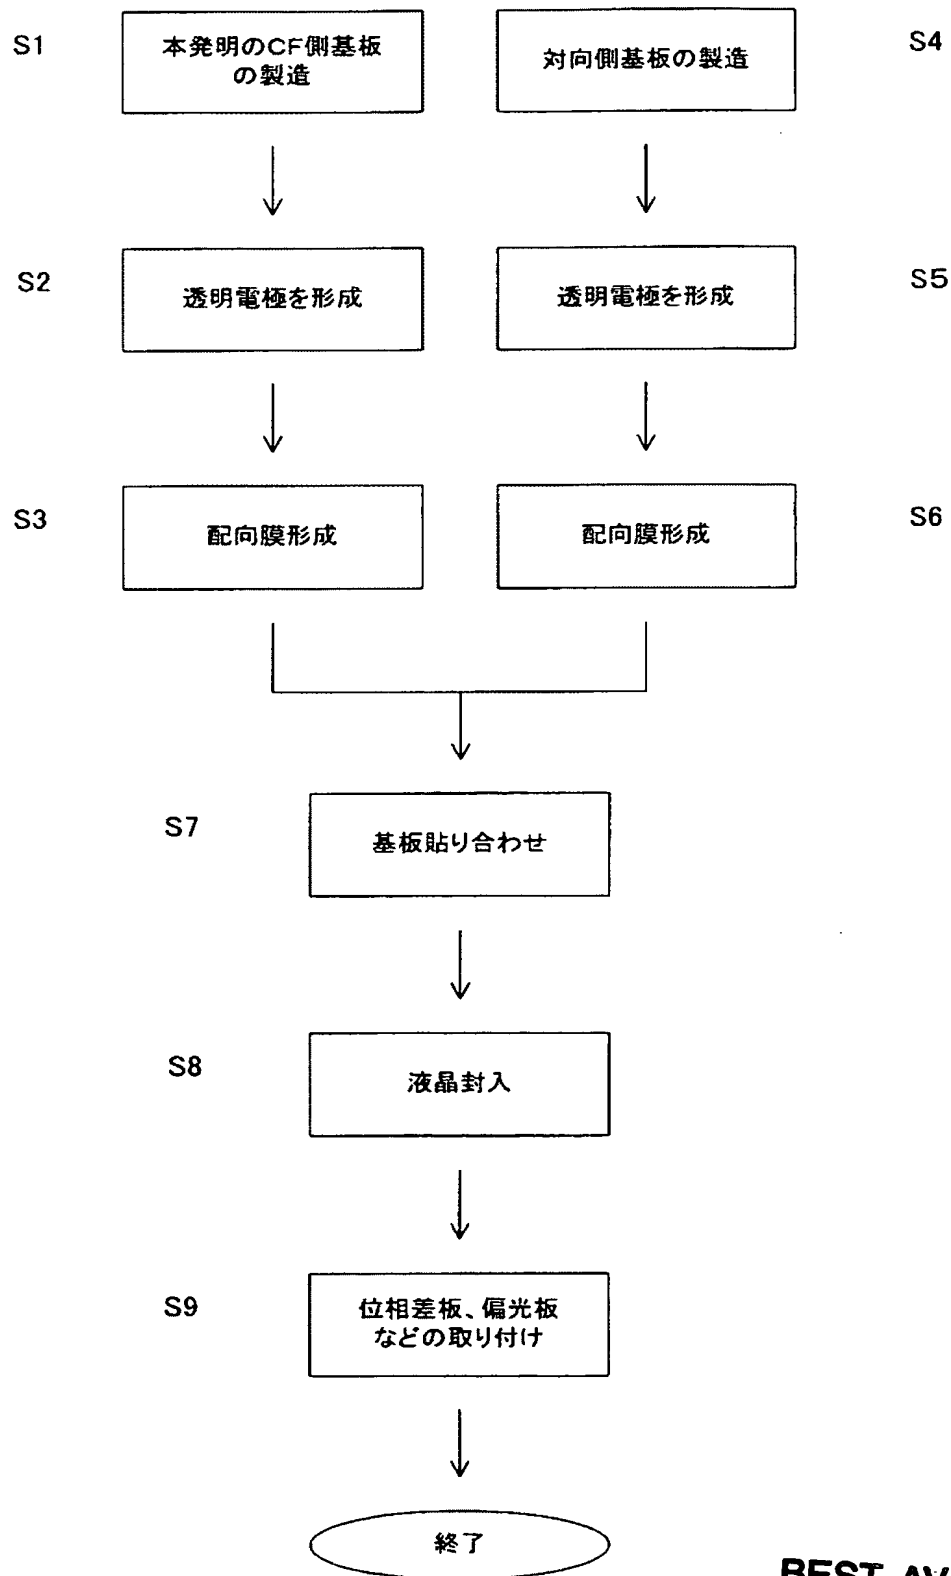 S1
本発明のCF側基板
の製造
対向側基板の製造
S4
S2
透明電極を形成
透明電極を形成
S5
S3
配向膜形成
配向膜形成
S6
S7
基板貼り合わせ
S8
液晶封入
S9
位相差板、偏光板
などの取り付け
終了
BEST AV